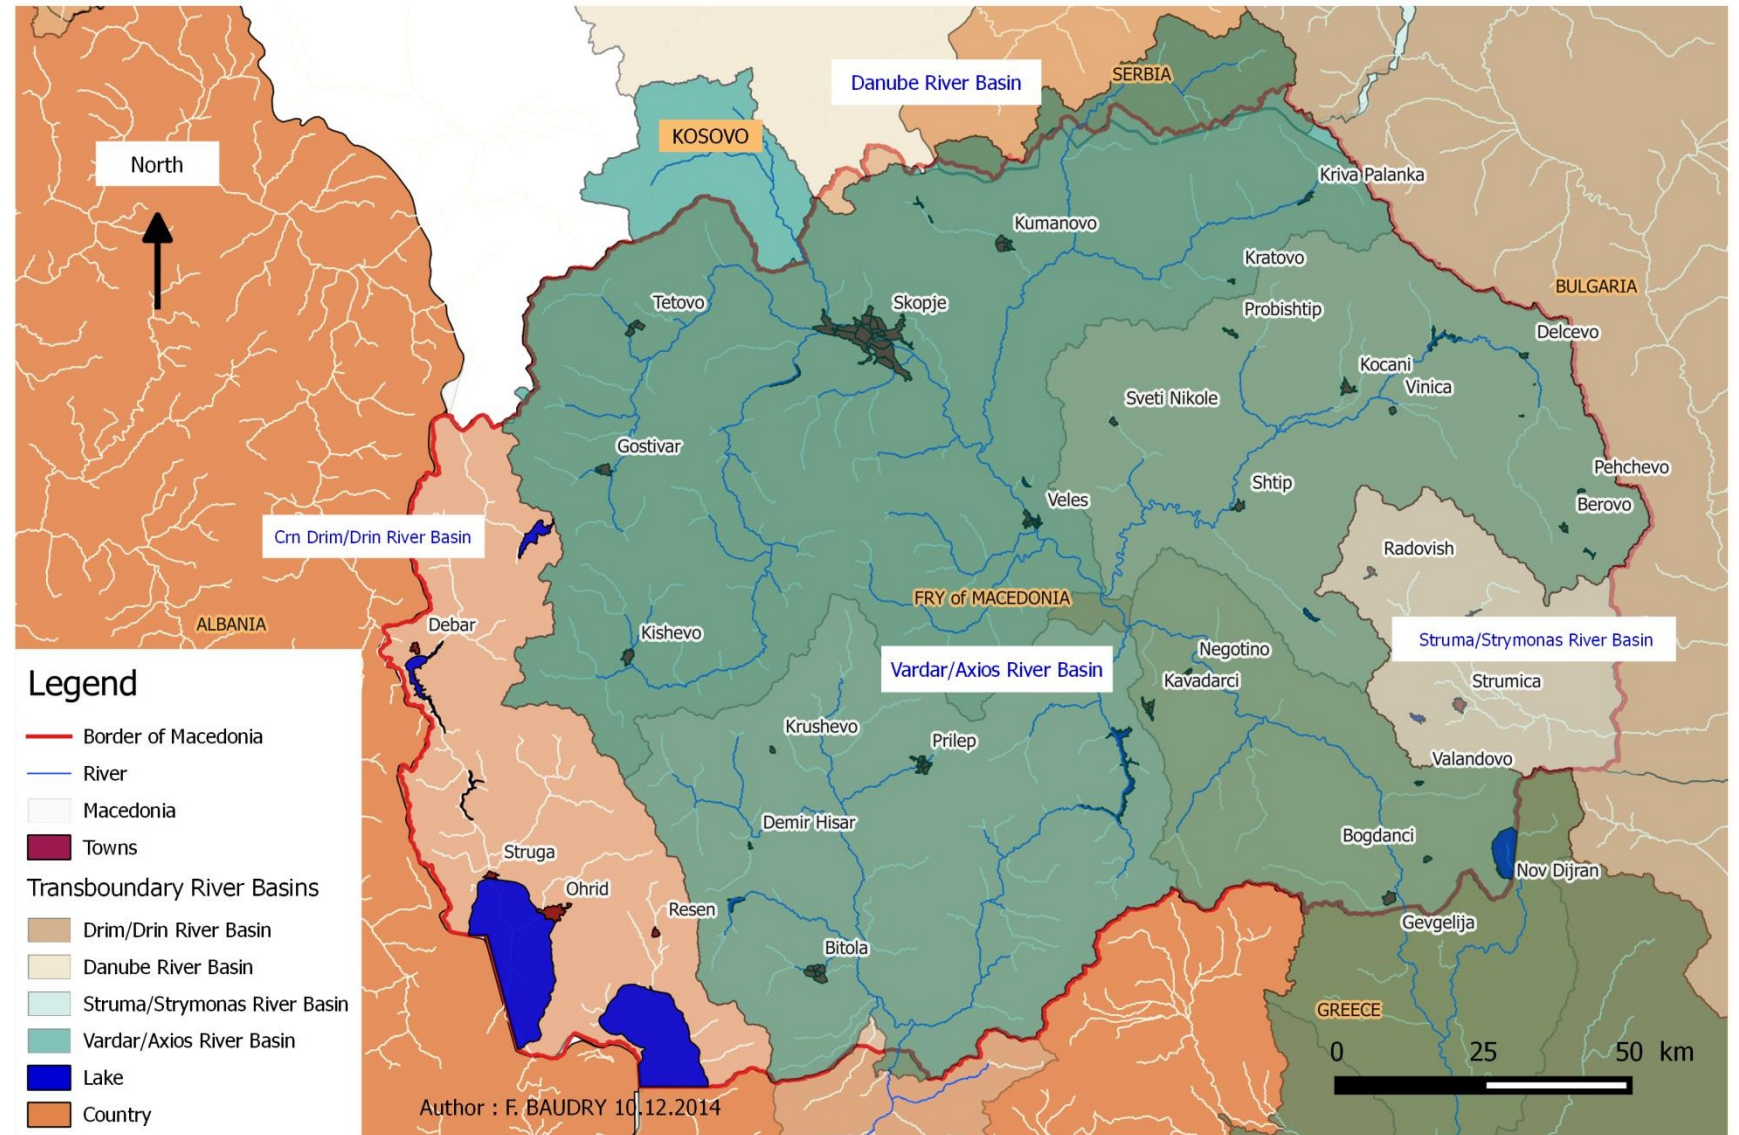 Danube River Basin
SERBIA
KOSOVO
North
Kriva Palanka
Kumanovo
Kratovo
BULGARIA
Tetovo
Skopje
Probishtip
Delcevo
Kocani
Vinica
Sveti Nikole
Gostivar
Pehchevo
Shtip
Veles
Berovo
Crn Drim/Drin River Basin
Radovish
FRY of MACEDONIA
ALBANIA
Debar
Kishevo
Struma/Strymonas River Basin
Negotino
Vardar/Axios River Basin
Kavadarci
Strumica
Krushevo
Prilep
Valandovo
Demir Hisar
Bogdanci
Struga
Nov Dijran
Ohrid
Resen
Gevgelija
Bitola
GREECE
Legend
Border of Macedonia
River
Macedonia
Towns
Transboundary River Basins
Drim/Drin River Basin
Danube River Basin
Struma/Strymonas River Basin
Vardar/Axios River Basin
Lake
Country
0 25 50 km
Author : F. BAUDRY 10.12.2014